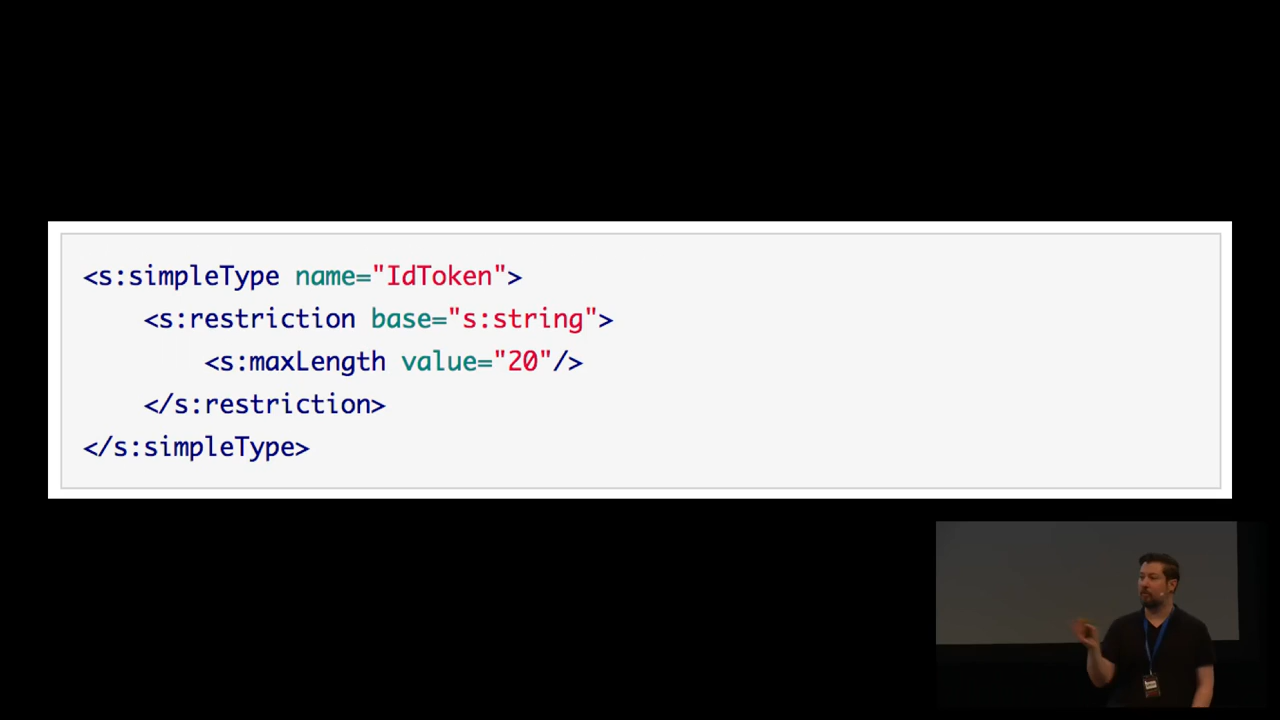 <s:simpleType name="IdToken">
    <s:restriction base="s:string">
        <s:maxLength value="20"/>
    </s:restriction>
</s:simpleType>